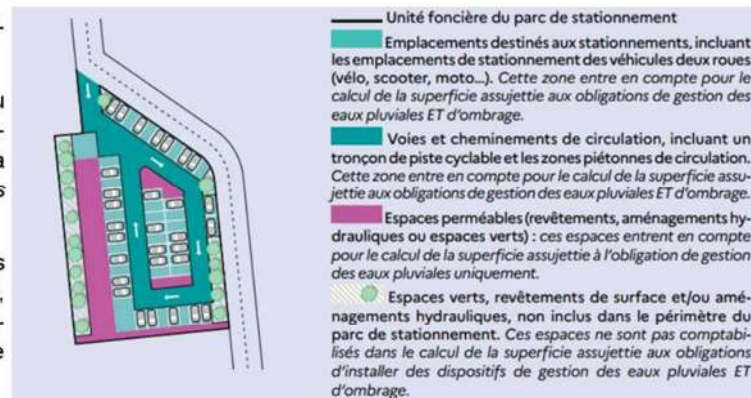 Unité foncière du parc de stationnement
Emplacements destinés aux stationnements, incluant
les emplacements de stationnement des véhicules deux roues
(vélo, scooter, moto...). Cette zone entre en compte pour le
calcul de la superficie assujettie aux obligations de gestion des
eaux pluviales ET d'ombrage.
Voies et cheminements de circulation, incluant un
tronçon de piste cyclable et les zones piétonnes de circulation.
Cette zone entre en compte pour le calcul de la superficie assu-
jettie aux obligations de gestion des eaux pluviales ET d'ombrage
Espaces perméables (revêtements, aménagements hy-
drauliques ou espaces verts) : ces espaces entrent en compte
pour le calcul de la superficie assujettie à l'obligation de gestion
des eaux pluviales uniquement.
Espaces verts, revêtements de surface et/ou amé-
nagements hydrauliques, non inclus dans le périmètre du
parc de stationnement. Ces espaces ne sont pas comptabi-
lisés dans le calcul de la superficie assujettie aux obligations
d'installer des dispositifs de gestion des eaux pluviales ET
d'ombrage.